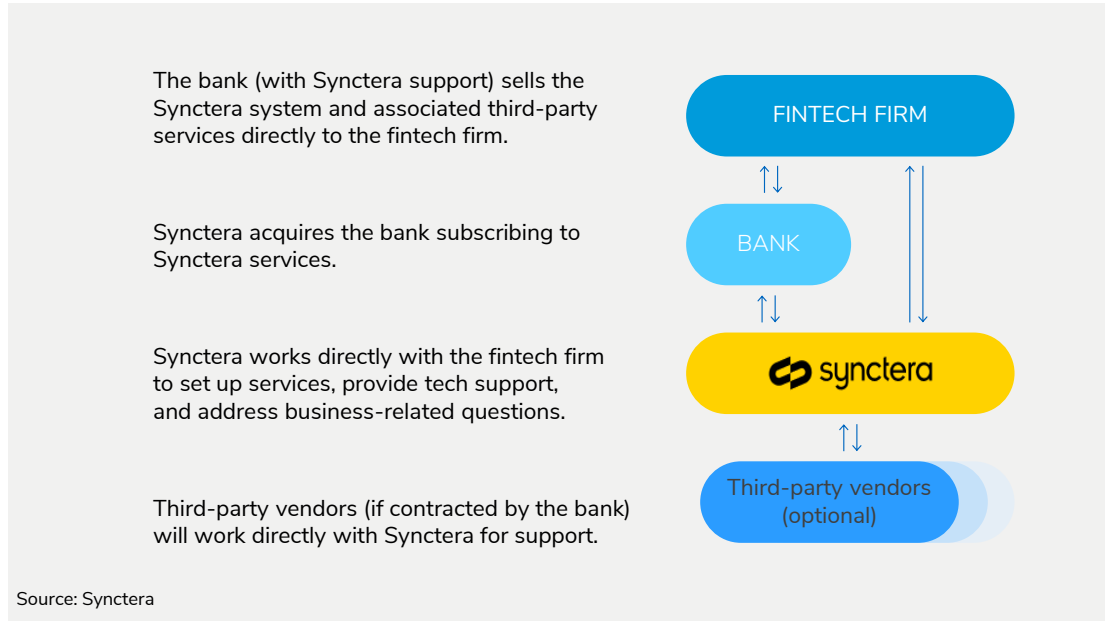 The bank (with Synctera support) sells the
Synctera system and associated third-party
services directly to the fintech firm.
FINTECH FIRM
Synctera acquires the bank subscribing to
Synctera services.
BANK
Synctera works directly with the fintech firm
to set up services, provide tech support,
and address business-related questions.
synctera
Third-party vendors (if contracted by the bank)
will work directly with Synctera for support.
Third-party vendors
(optional)
Source: Synctera